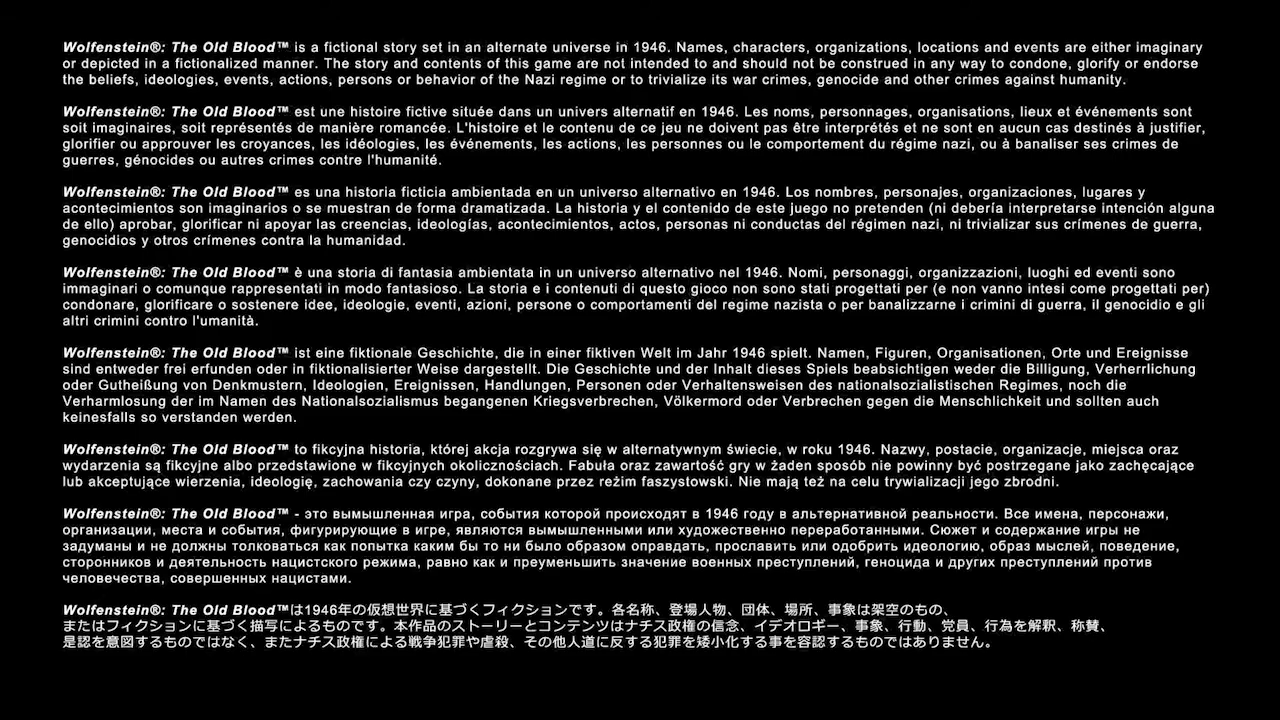 Wolfenstein®: The Old Blood™ is a fictional story set in an alternate universe in 1946. Names, characters, organizations, locations and events are either imaginary
or depicted in a fictionalized manner. The story and contents of this game are not intended to and should not be construed in any way to condone, glorify or endorse
the beliefs, ideologies, events, actions, persons or behavior of the Nazi regime or to trivialize its war crimes, genocide and other crimes against humanity.
Wolfenstein®: The Old Blood™ est une histoire fictive située dans un univers alternatif en 1946. Les noms, personnages, organisations, lieux et événements sont
soit imaginaires, soit représentés de manière romancée. L'histoire et le contenu de ce jeu ne doivent pas être interprétés et ne sont en aucun cas destinés à justifier,
glorifier ou approuver les croyances, les idéologies, les événements, les actions, les personnes ou le comportement du régime nazi, ou à banaliser ses crimes de
guerres, génocides ou autres crimes contre l'humanité.
Wolfenstein®: The Old Blood™ es una historia ficticia ambientada en un universo alternativo en 1946. Los nombres, personajes, organizaciones, lugares y
acontecimientos son imaginarios o se muestran de forma dramatizada. La historia y el contenido de este juego no pretenden (ni debería interpretarse intención alguna
de ello) aprobar, glorificar ni apoyar las creencias, ideologías, acontecimientos, actos, personas ni conductas del régimen nazi, ni trivializar sus crímenes de guerra,
genocidios y otros crímenes contra la humanidad.
Wolfenstein®: The Old Blood™ è una storia di fantasia ambientata in un universo alternativo nel 1946. Nomi, personaggi, organizzazioni, luoghi ed eventi sono
immaginari o comunque rappresentati in modo fantasioso. La storia e i contenuti di questo gioco non sono stati progettati per (e non vanno intesi come progettati per)
condonare, glorificare o sostenere idee, ideologie, eventi, azioni, persone o comportamenti del regime nazista o per banalizzarne i crimini di guerra, il genocidio e gli
altri crimini contro l'umanità.
Wolfenstein®: The Old Blood™ ist eine fiktionale Geschichte, die in einer fiktiven Welt im Jahr 1946 spielt. Namen, Figuren, Organisationen, Orte und Ereignisse
sind entweder frei erfunden oder in fiktionalisierter Weise dargestellt. Die Geschichte und der Inhalt dieses Spiels beabsichtigen weder die Billigung, Verherrlichung
oder Gutheißung von Denkmustern, Ideologien, Ereignissen, Handlungen, Personen oder Verhaltensweisen des nationalsozialistischen Regimes, noch die
Verharmlosung der im Namen des Nationalsozialismus begangenen Kriegsverbrechen, Völkermord oder Verbrechen gegen die Menschlichkeit und sollten auch
keinesfalls so verstanden werden.
Wolfenstein®: The Old Blood™ to fikcyjna historia, której akcja rozgrywa się w alternatywnym świecie, w roku 1946. Nazwy, postacie, organizacje, miejsca oraz
wydarzenia są fikcyjne albo przedstawione w fikcyjnych okolicznościach. Fabuła oraz zawartość gry w żaden sposób nie powinny być postrzegane jako zachęcające
lub akceptujące wierzenia, ideologię, zachowania czy czyny, dokonane przez reżim faszystowski. Nie mają też na celu trywializacji jego zbrodni.
Wolfenstein®: The Old Blood™ - это вымышленная игра, события которой происходят в 1946 году в альтернативной реальности. Все имена, персонажи,
организации, места и события, фигурирующие в игре, являются вымышленными или художественно переработанными. Сюжет и содержание игры не
задуманы и не должны толковаться как попытка каким бы то ни было образом оправдать, прославить или одобрить идеологию, образ мыслей, поведение,
сторонников и деятельность нацистского режима, равно как и преуменьшить значение военных преступлений, геноцида и других преступлений против
человечества, совершенных нацистами.
Wolfenstein®: The Old Blood™は1946年の仮想世界に基づくフィクションです。各名称、登場人物、団体、場所、事象は架空のもの、
またはフィクションに基づく描写によるものです。本作品のストーリーとコンテンツはナチス政権の信念、イデオロギー、事象、行動、党員、行為を解釈、称賛、
是認を意図するものではなく、またナチス政権による戦争犯罪や虐殺、その他人道に反する犯罪を矮小化する事を容認するものではありません。